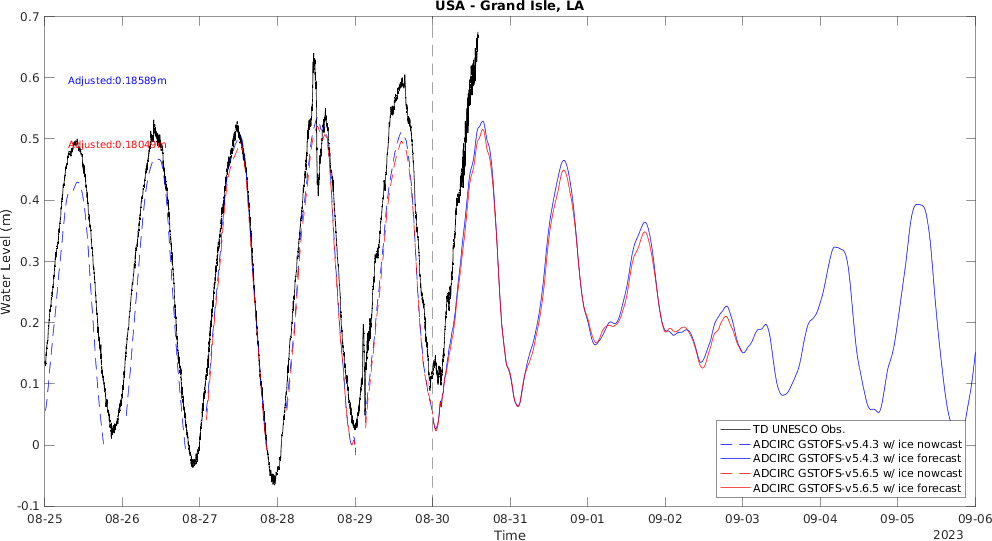 USA - Grand Isle, LA
0.7
0.6
0.5
0.4
0.3
0.2
0.1
0
-0.1
Water Level (m)
Adjusted:0.18589m
Adjusted:0.18049m
08-25 08-26 08-27 08-28 08-29 08-30 08-31 09-01 09-02 09-03 09-04 09-05 09-06
Time
2023
TD UNESCO Obs.
ADCIRC GSTOFS-v5.4.3 w/ ice nowcast
ADCIRC GSTOFS-v5.4.3 w/ ice forecast
ADCIRC GSTOFS-v5.6.5 w/ ice nowcast
ADCIRC GSTOFS-v5.6.5 w/ ice forecast